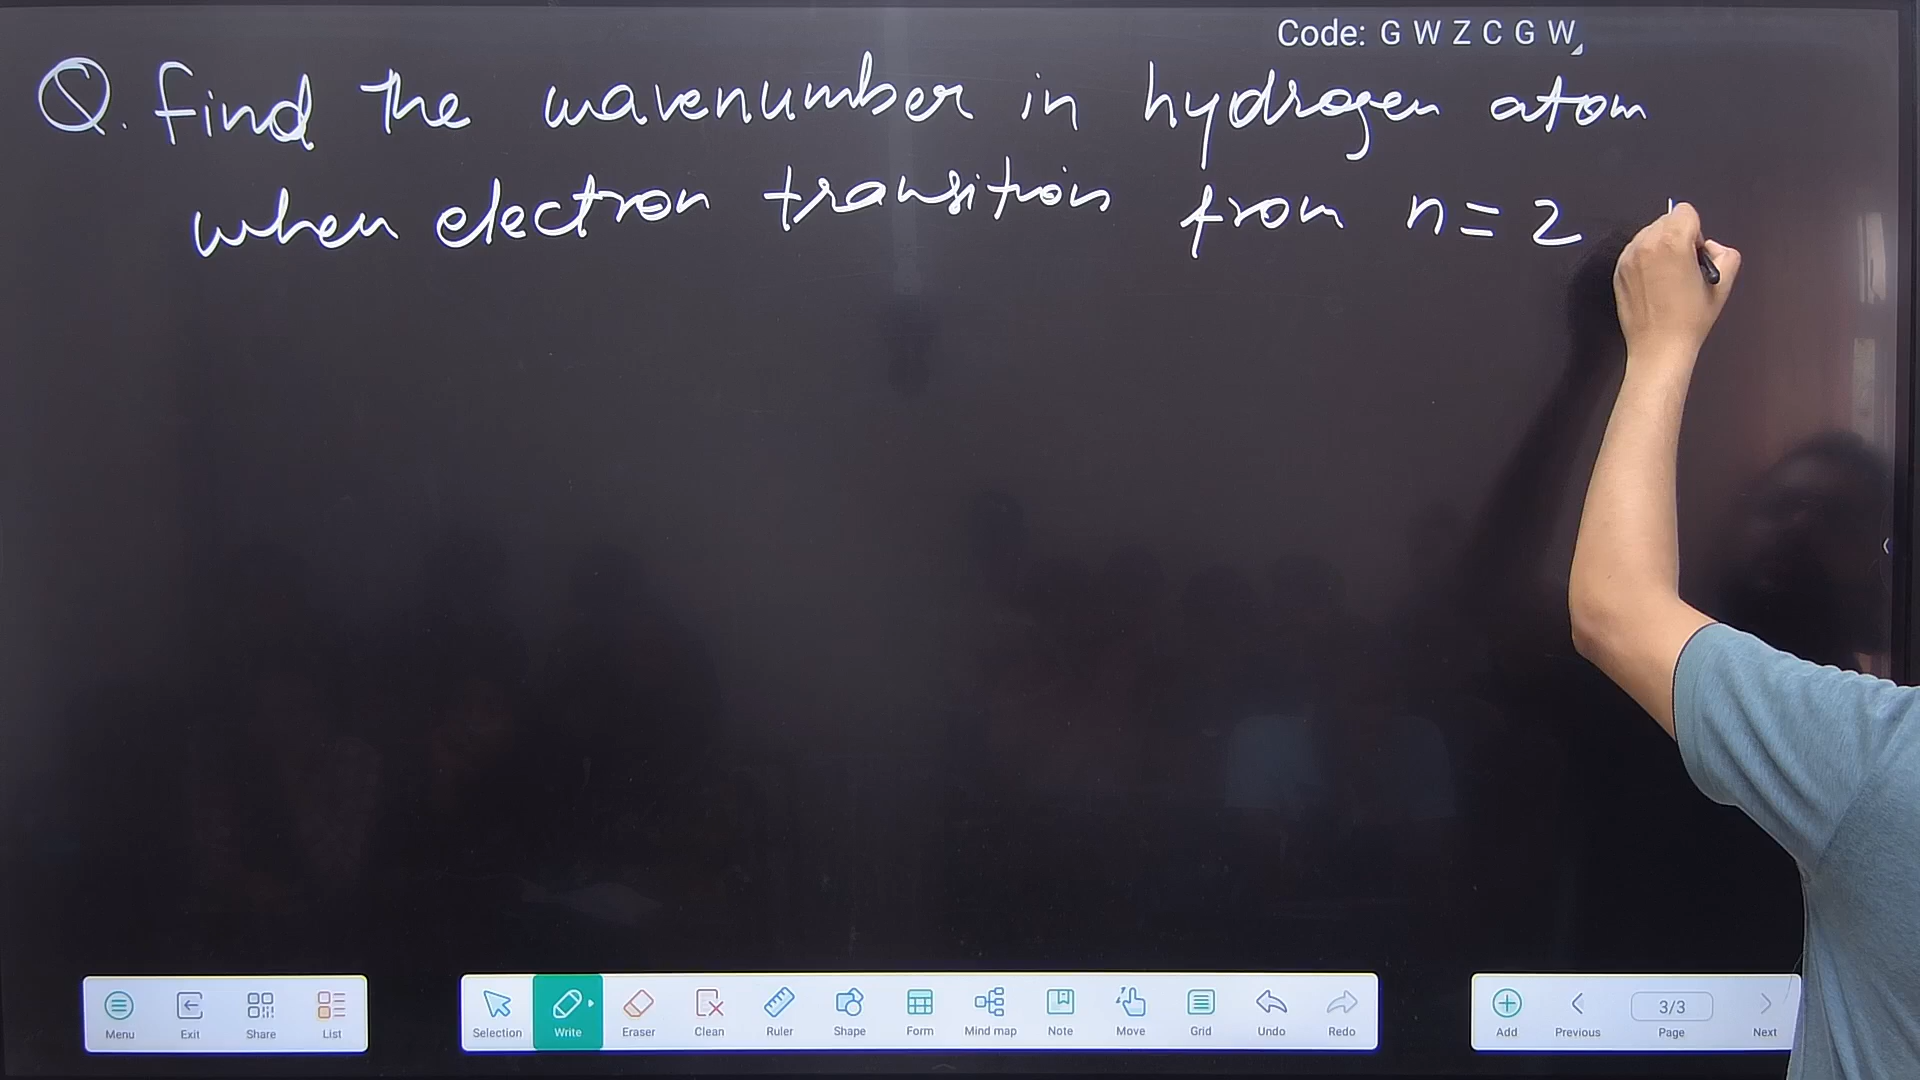 Code: G W Z C G W
Q. find the wavenumber in hydrogen atom
when electron transition from n = 2
Menu Exit Share List
Selection Write Eraser Clean Ruler Shape Form Mind map Note Move Grid Undo Redo
Add Previous 3/3 Page Next